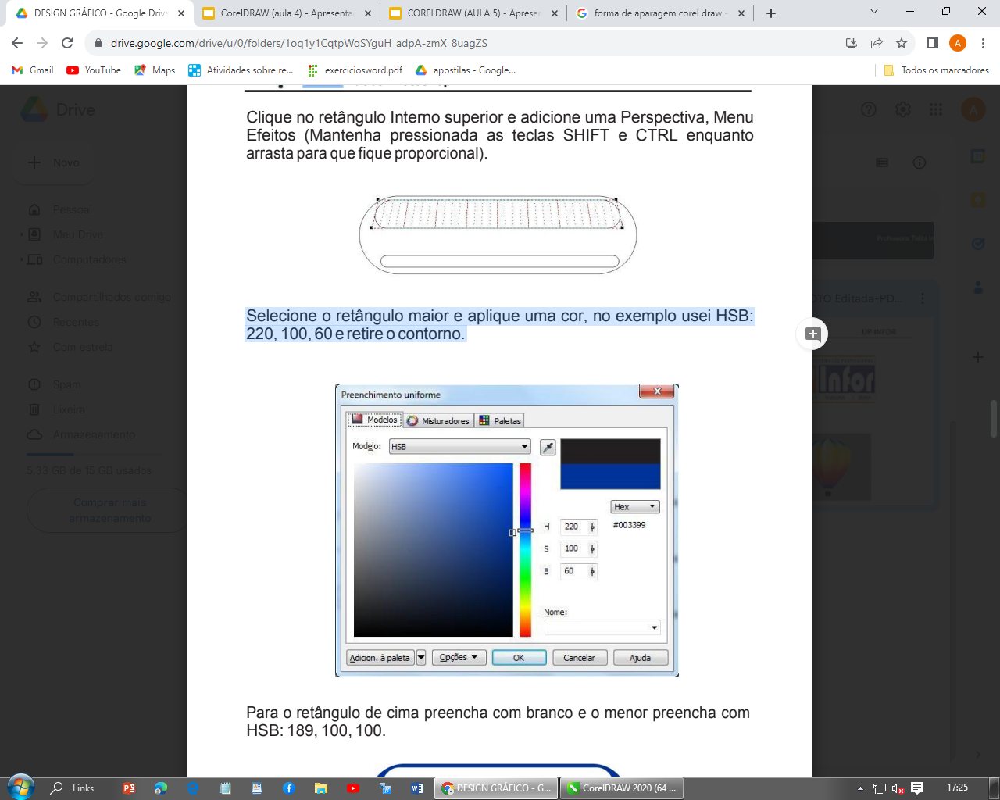 DESIGN GRÁFICO - Google Drive
CorelDRAW (aula 4) - Apresenta
CORELDRAW (AULA 5) - Apresen
forma de aparagem corel draw -
drive.google.com/drive/u/0/folders/1oq1y1CqtpWqSYguH_adpA-zmX_8uagZS
A
Gmail
YouTube
Maps
Atividades sobre re...
exerciciosword.pdf
apostilas - Google...
Todos os marcadores
Drive
A
Novo
Pessoal
Meu Drive
Computadores
Compartilhados comigo
Recentes
Com estrela
Spam
Lixeira
Armazenamento
5,33 GB de 15 GB usados
Comprar mais
armazenamento
OTO Editada-PD...
Infor
Clique no retângulo Interno superior e adicione uma Perspectiva, Menu
Efeitos (Mantenha pressionada as teclas SHIFT e CTRL enquanto
arrasta para que fique proporcional).
Selecione o retângulo maior e aplique uma cor, no exemplo usei HSB:
220, 100, 60 e retire o contorno.
Preenchimento uniforme
Modelos
Misturadores
Paletas
Modelo:
HSB
Hex
H 220 #003399
S 100
B 60
Nome:
Adicion. à paleta
Opções
OK
Cancelar
Ajuda
Para o retângulo de cima preencha com branco e o menor preencha com
HSB: 189, 100, 100.
Links
DESIGN GRÁFICO - G...
CorelDRAW 2020 (64 ...
17:25